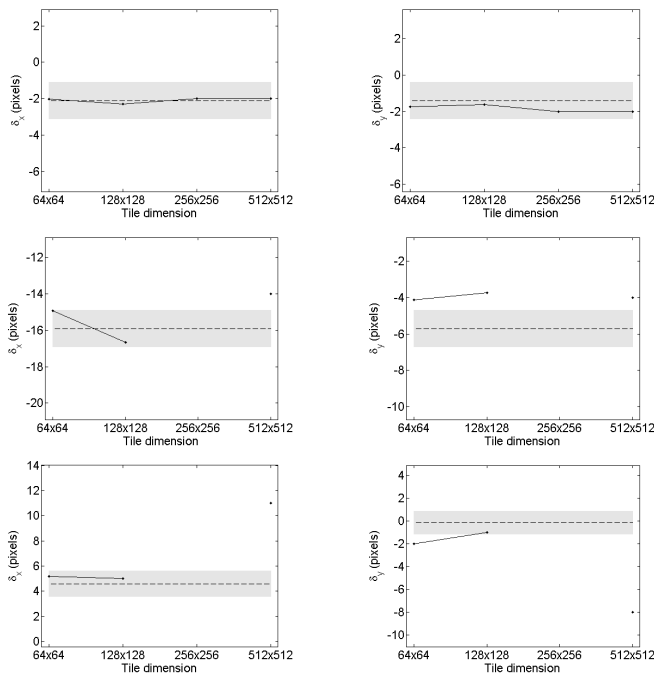 2
0
-2
-4
-6
δx (pixels)
64x64 128x128 256x256 512x512
Tile dimension
2
0
-2
-4
-6
δy (pixels)
64x64 128x128 256x256 512x512
Tile dimension
-12
-14
-16
-18
-20
δx (pixels)
64x64 128x128 256x256 512x512
Tile dimension
-2
-4
-6
-8
-10
δy (pixels)
64x64 128x128 256x256 512x512
Tile dimension
14
12
10
8
6
4
2
0
δx (pixels)
64x64 128x128 256x256 512x512
Tile dimension
4
2
0
-2
-4
-6
-8
-10
δy (pixels)
64x64 128x128 256x256 512x512
Tile dimension